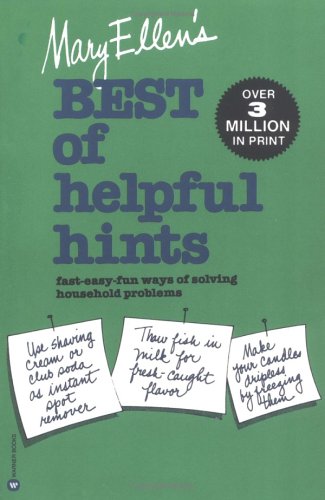 Mary Ellen's
BEST
of
helpful
hints
OVER
3
MILLION
IN PRINT
fast-easy-fun ways of solving
household problems
Use shaving
cream or
club soda
as instant
spot
remover
Thaw fish in
milk for
fresh-caught
flavor
Make
your candles
dripless
by freezing
them
WARNER BOOKS